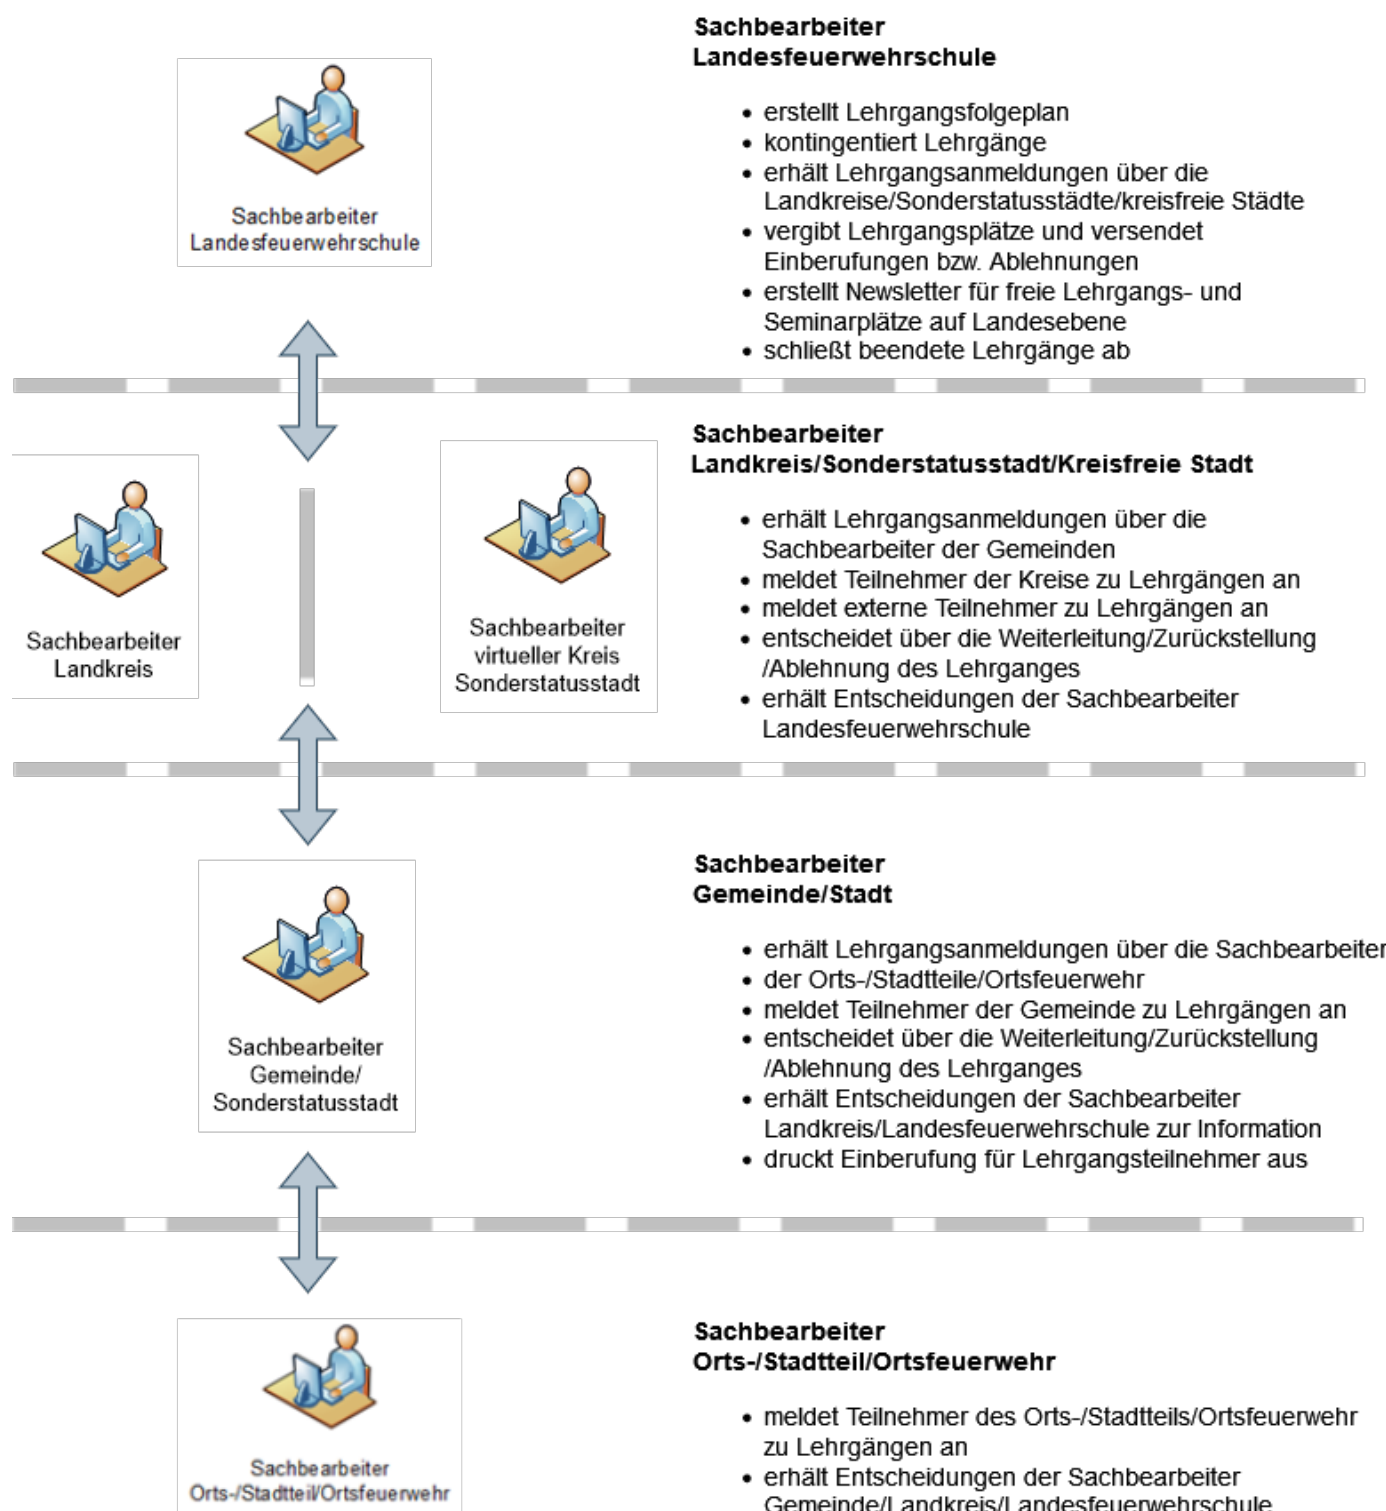 Sachbearbeiter
Landesfeuerwehrschule
Sachbearbeiter
Landesfeuerwehrschule
• erstellt Lehrgangsfolgeplan
• kontingentiert Lehrgänge
• erhält Lehrgangsanmeldungen über die
Landkreise/Sonderstatusstädte/kreisfreie Städte
• vergibt Lehrgangsplätze und versendet
Einberufungen bzw. Ablehnungen
• erstellt Newsletter für freie Lehrgangs- und
Seminarplätze auf Landesebene
• schließt beendete Lehrgänge ab
Sachbearbeiter
Landkreis
Sachbearbeiter
virtueller Kreis
Sonderstatusstadt
Sachbearbeiter
Landkreis/Sonderstatusstadt/Kreisfreie Stadt
• erhält Lehrgangsanmeldungen über die
Sachbearbeiter der Gemeinden
• meldet Teilnehmer der Kreise zu Lehrgängen an
• meldet externe Teilnehmer zu Lehrgängen an
• entscheidet über die Weiterleitung/Zurückstellung
/Ablehnung des Lehrganges
• erhält Entscheidungen der Sachbearbeiter
Landesfeuerwehrschule
Sachbearbeiter
Gemeinde/
Sonderstatusstadt
Sachbearbeiter
Gemeinde/Stadt
• erhält Lehrgangsanmeldungen über die Sachbearbeiter
• der Orts-/Stadtteile/Ortsfeuerwehr
• meldet Teilnehmer der Gemeinde zu Lehrgängen an
• entscheidet über die Weiterleitung/Zurückstellung
/Ablehnung des Lehrganges
• erhält Entscheidungen der Sachbearbeiter
Landkreis/Landesfeuerwehrschule zur Information
• druckt Einberufung für Lehrgangsteilnehmer aus
Sachbearbeiter
Orts-/Stadtteil/Ortsfeuerwehr
Sachbearbeiter
Orts-/Stadtteil/Ortsfeuerwehr
• meldet Teilnehmer des Orts-/Stadtteils/Ortsfeuerwehr
zu Lehrgängen an
• erhält Entscheidungen der Sachbearbeiter
Gemeinde/Landkreis/Landesfeuerwehrschule